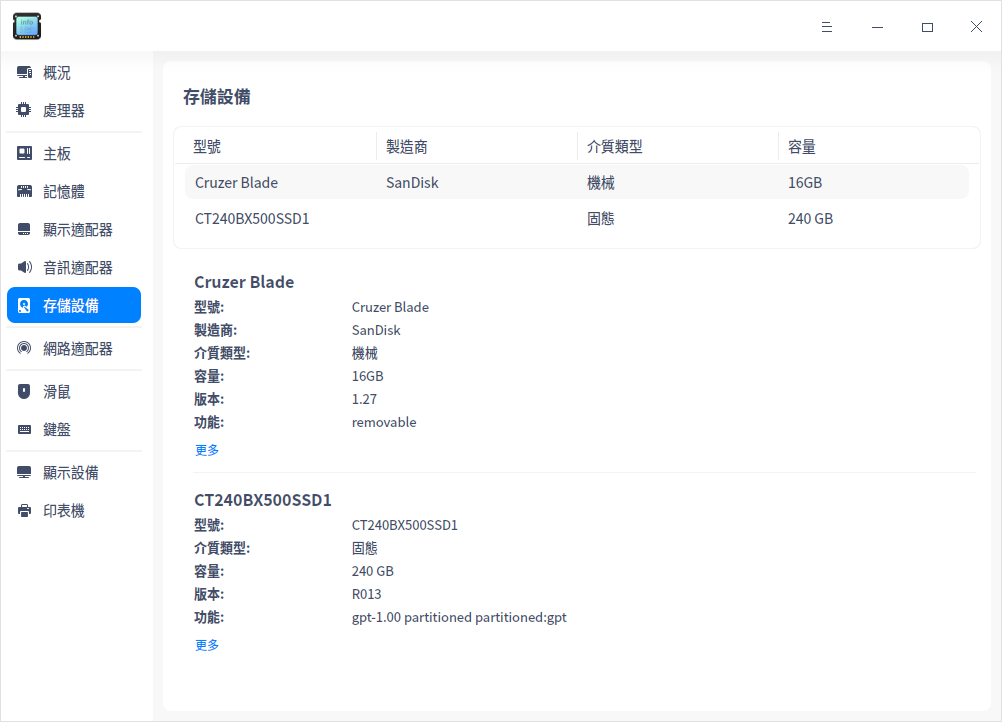 info
概況
處理器
主板
記憶體
顯示適配器
音訊適配器
存儲設備
網路適配器
滑鼠
鍵盤
顯示設備
印表機
存儲設備
型號 製造商 介質類型 容量
Cruzer Blade SanDisk 機械 16GB
CT240BX500SSD1 固態 240 GB
Cruzer Blade
型號: Cruzer Blade
製造商: SanDisk
介質類型: 機械
容量: 16GB
版本: 1.27
功能: removable
更多
CT240BX500SSD1
型號: CT240BX500SSD1
介質類型: 固態
容量: 240 GB
版本: R013
功能: gpt-1.00 partitioned partitioned:gpt
更多